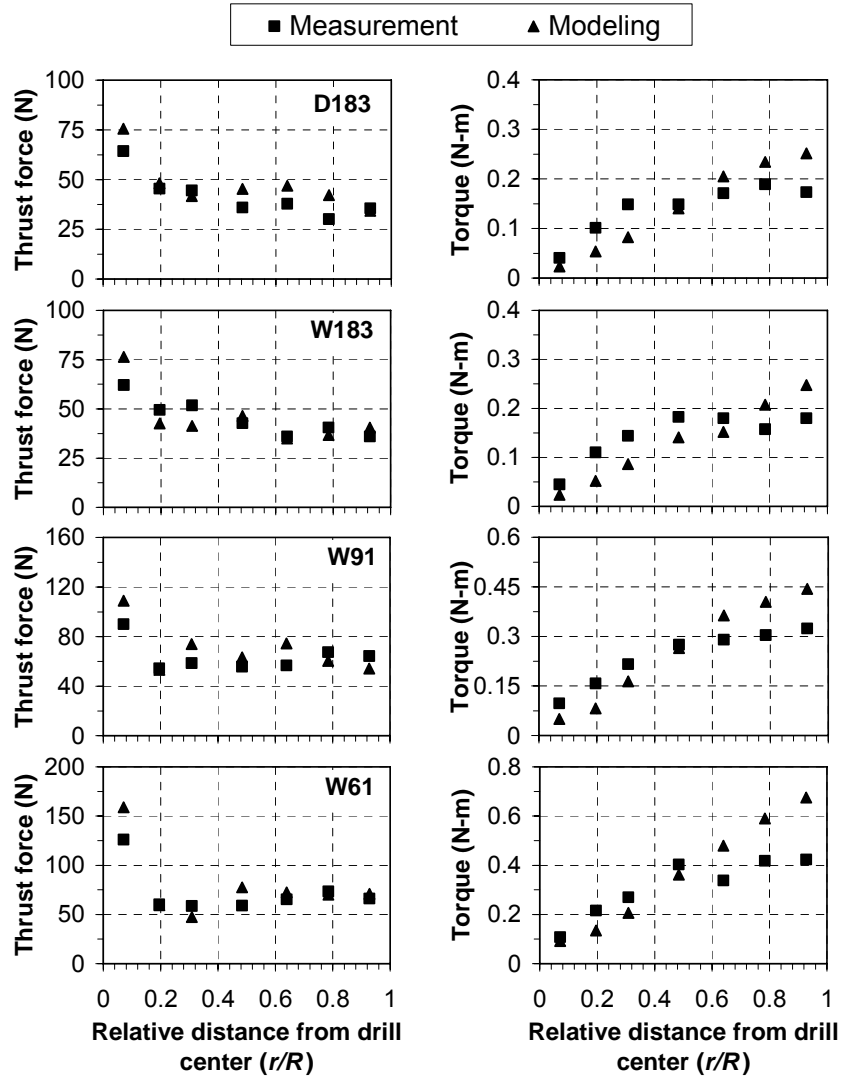 Measurement Modeling
100
75
50
25
0
Thrust force (N)
D183
0.4
0.3
0.2
0.1
0
Torque (N-m)
100
75
50
25
0
Thrust force (N)
W183
0.4
0.3
0.2
0.1
0
Torque (N-m)
160
120
80
40
0
Thrust force (N)
W91
0.6
0.45
0.3
0.15
0
Torque (N-m)
200
150
100
50
0
Thrust force (N)
W61
0 0.2 0.4 0.6 0.8 1
Relative distance from drill
center (r/R)
0.8
0.6
0.4
0.2
0
Torque (N-m)
0 0.2 0.4 0.6 0.8 1
Relative distance from drill
center (r/R)